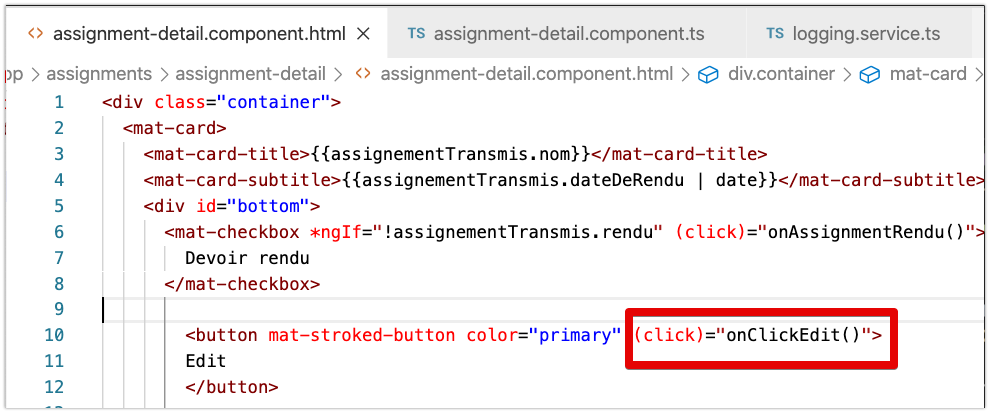 <> assignment-detail.component.html × TS assignment-detail.component.ts TS logging.service.ts
pp > assignments > assignment-detail > <> assignment-detail.component.html > div.container > mat-card >
1 <div class="container">
2 <mat-card>
3 <mat-card-title>{{assignementTransmis.nom}}</mat-card-title>
4 <mat-card-subtitle>{{assignementTransmis.dateDeRendu | date}}</mat-card-subtitle>
5 <div id="bottom">
6 <mat-checkbox *ngIf="!assignementTransmis.rendu" (click)="onAssignmentRendu()">
7 Devoir rendu
8 </mat-checkbox>
9
10 <button mat-stroked-button color="primary" (click)="onClickEdit()">
11 Edit
12 </button>